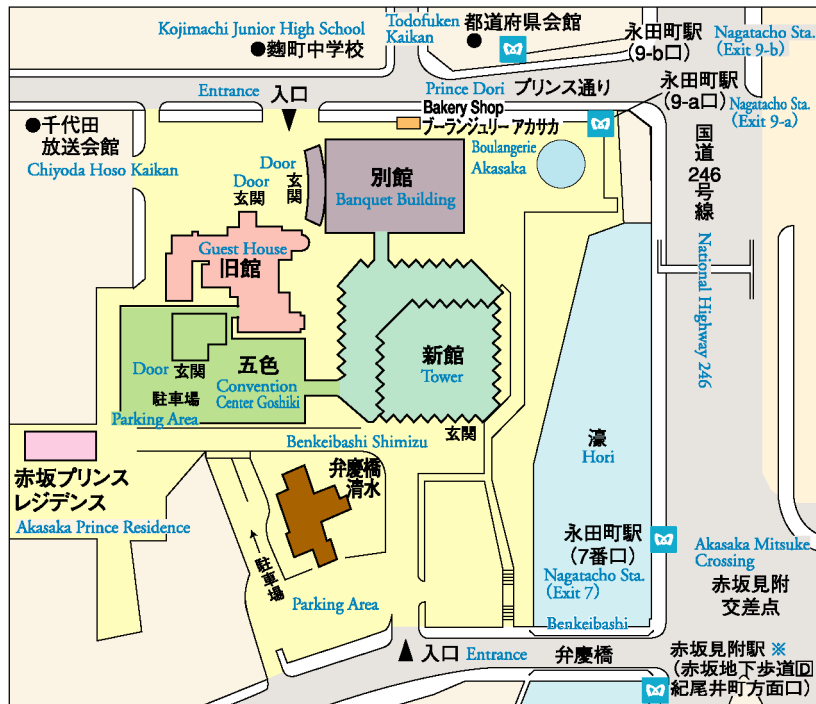 Kojimachi Junior High School
●麴町中学校
Todofuken
Kaikan
都道府県会館
●
永田町駅
(9-b口)
Nagatacho Sta.
(Exit 9-b)
Entrance 入口
▼
Prince Dori プリンス通り
永田町駅
(9-a口)
Nagatacho Sta.
(Exit 9-a)
Bakery Shop
ブーランジュリー アカサカ
Boulangerie
Akasaka
●千代田
放送会館
Chiyoda Hoso Kaikan
Door
玄関
Door
玄関
別館
Banquet Building
国道246号線
National Highway 246
Guest House
旧館
新館
Tower
五色
Convention
Center Goshiki
Door 玄関
駐車場
Parking Area
玄関
濠
Hori
Benkeibashi Shimizu
弁慶橋
清水
赤坂プリンス
レジデンス
Akasaka Prince Residence
←駐車場
Parking Area
永田町駅
(7番口)
Nagatacho Sta.
(Exit 7)
Akasaka Mitsuke
Crossing
赤坂見附
交差点
Benkeibashi
▲ 入口 Entrance
弁慶橋
赤坂見附駅 ※
(赤坂地下歩道D
紀尾井町方面口)